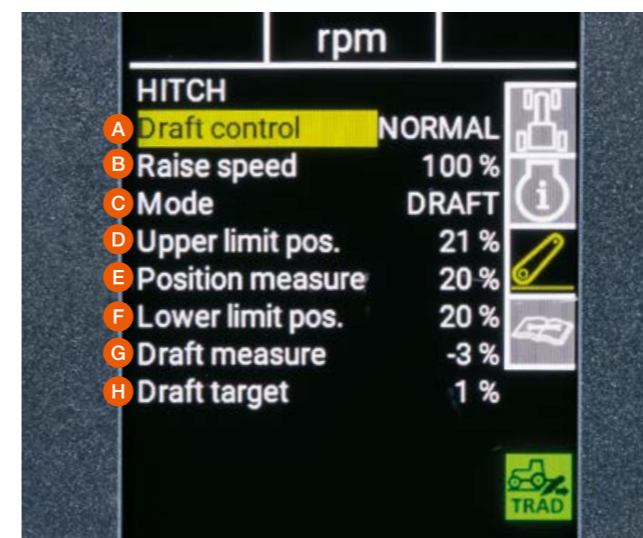 rpm
HITCH
A Draft control NORMAL
B Raise speed 100 %
C Mode DRAFT
D Upper limit pos. 21 %
E Position measure 20 %
F Lower limit pos. 20 %
G Draft measure -3 %
H Draft target 1 %
i
TRAD